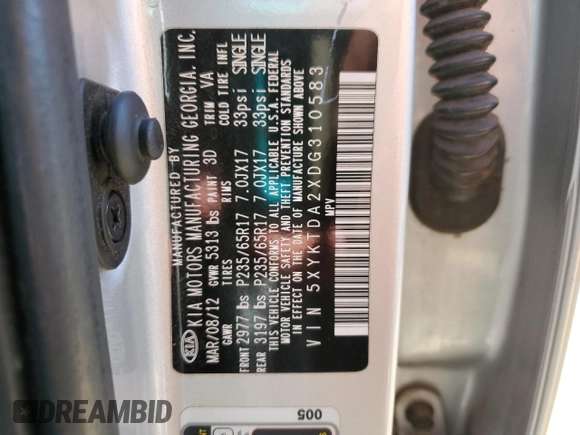 MANUFACTURED BY
KIA KIA MOTORS MANUFACTURING GEORGIA, INC.
MAR/08/12 GVWR 5313 lbs PAINT 3D TRIM VA
GAWR TIRES RIMS COLD TIRE INFL
FRONT 2977 lbs P235/65R17 7.0JX17 33psi SINGLE
REAR 3197 lbs P235/65R17 7.0JX17 33psi SINGLE
THIS VEHICLE CONFORMS TO ALL APPLICABLE U.S.A. FEDERAL
MOTOR VEHICLE SAFETY AND THEFT PREVENTION STANDARDS
IN EFFECT ON THE DATE OF MANUFACTURE SHOWN ABOVE
VIN 5XYKTDA2XDG310583
MPV
005
DREAMBID